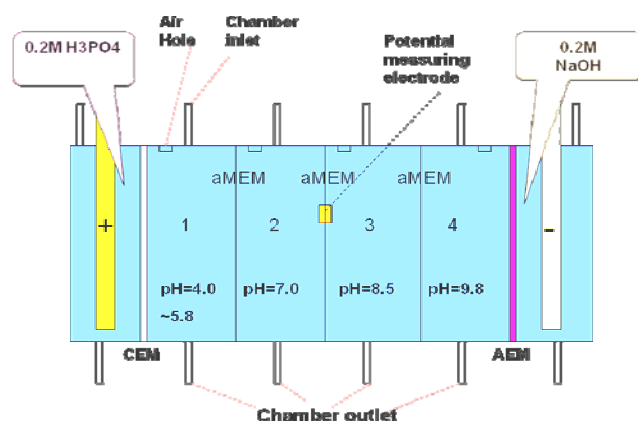 Air
Hole
Chamber
inlet
0.2M H3PO4
Potential
measuring
electrode
0.2M
NaOH
aMEM aMEM aMEM
+
1
2
3
4
-
pH=4.0
~5.8
pH=7.0
pH=8.5
pH=9.8
CEM
AEM
Chamber outlet